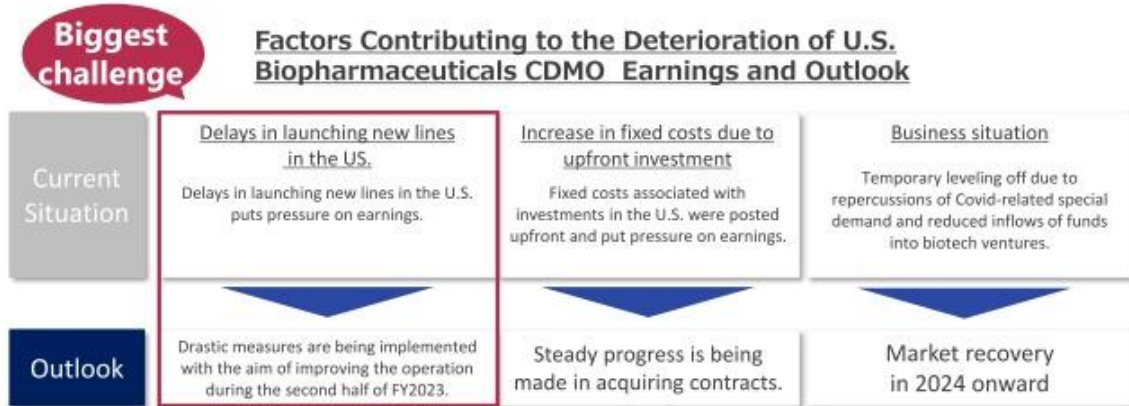 Biggest
challenge
Factors Contributing to the Deterioration of U.S.
Biopharmaceuticals CDMO Earnings and Outlook
Current
Situation
Delays in launching new lines
in the US.
Delays in launching new lines in the U.S.
puts pressure on earnings.
Increase in fixed costs due to
upfront investment
Fixed costs associated with
investments in the U.S. were posted
upfront and put pressure on earnings.
Business situation
Temporary leveling off due to
repercussions of Covid-related special
demand and reduced inflows of funds
into biotech ventures.
Outlook
Drastic measures are being implemented
with the aim of improving the operation
during the second half of FY2023.
Steady progress is being
made in acquiring contracts.
Market recovery
in 2024 onward